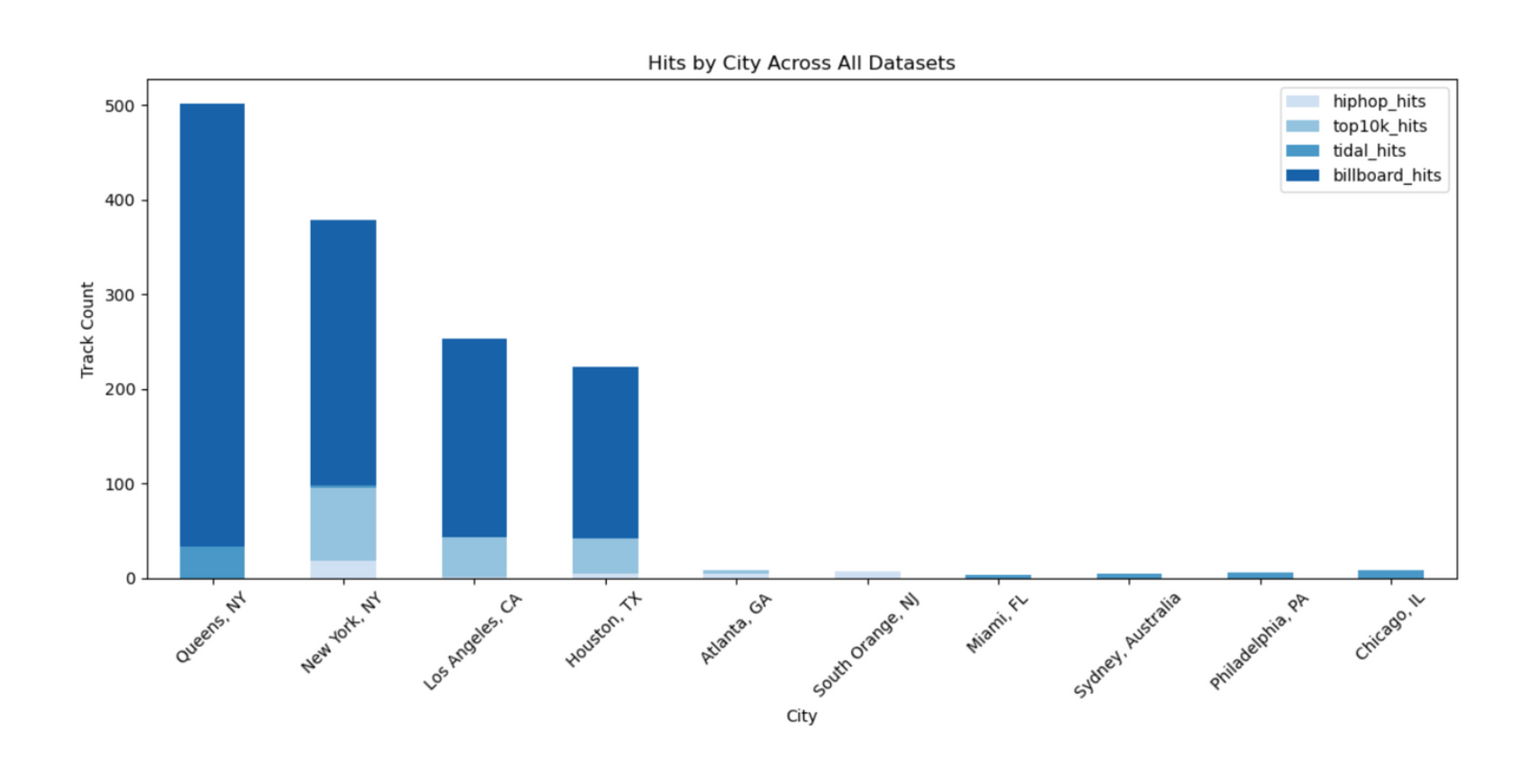 Hits by City Across All Datasets
hiphop_hits
top10k_hits
tidal_hits
billboard_hits
500
400
300
200
100
0
Track Count
Queens, NY
New York, NY
Los Angeles, CA
Houston, TX
Atlanta, GA
South Orange, NJ
Miami, FL
Sydney, Australia
Philadelphia, PA
Chicago, IL
City